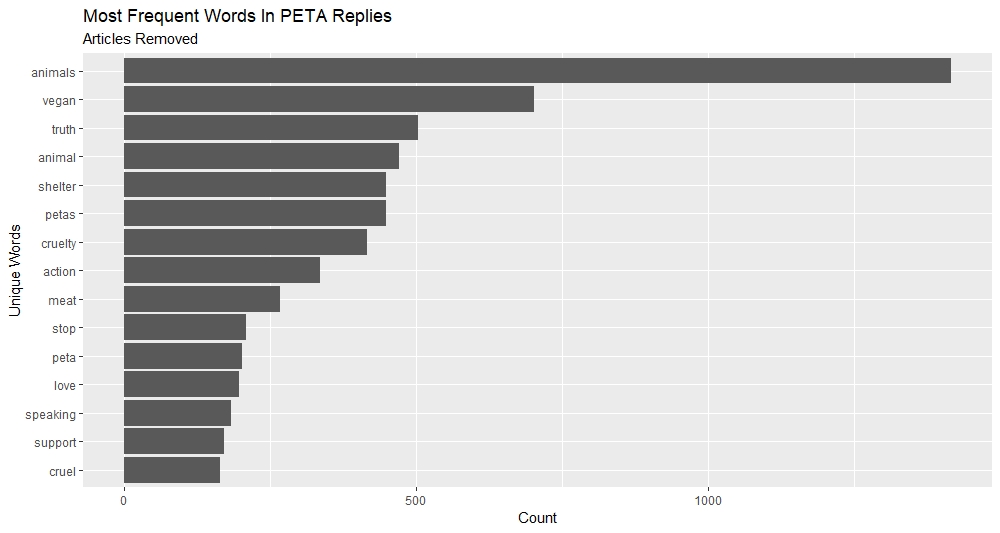 Most Frequent Words In PETA Replies
Articles Removed
animals
vegan
truth
animal
shelter
petas
cruelty
action
meat
stop
peta
love
speaking
support
cruel
Unique Words
0 500 1000
Count